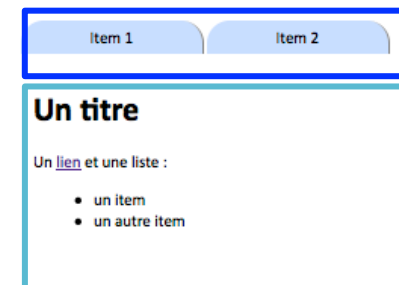 Item 1 Item 2
Un titre
Un lien et une liste :
• un item
• un autre item